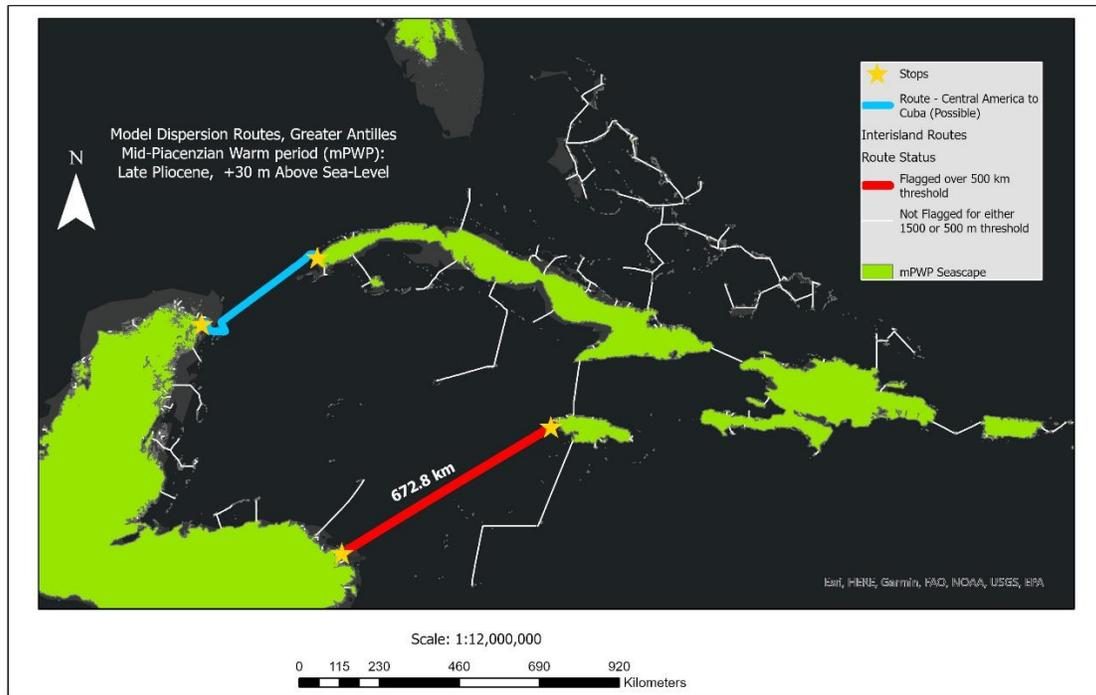 Model Dispersion Routes, Greater Antilles
Mid-Piacenzian Warm period (mPWP):
Late Pliocene,  +30 m Above Sea-Level
N
Stops
Route - Central America to
Cuba (Possible)
Interisland Routes
Route Status
Flagged over 500 km
threshold
Not Flagged for either
1500 or 500 m threshold
mPWP Seascape
672.8 km
Esri, HERE, Garmin, FAO, NOAA, USGS, EPA
Scale: 1:12,000,000
0 115 230 460 690 920
Kilometers